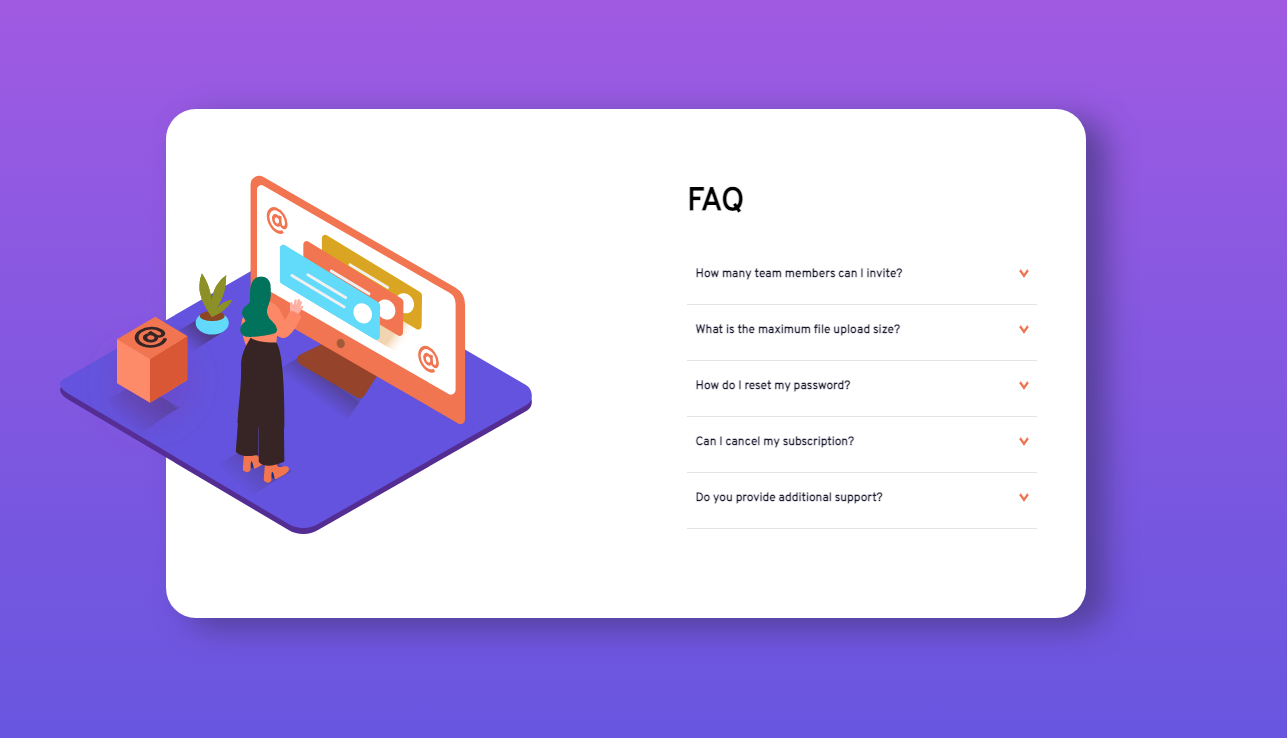 @
@
@
FAQ
How many team members can I invite?
What is the maximum file upload size?
How do I reset my password?
Can I cancel my subscription?
Do you provide additional support?